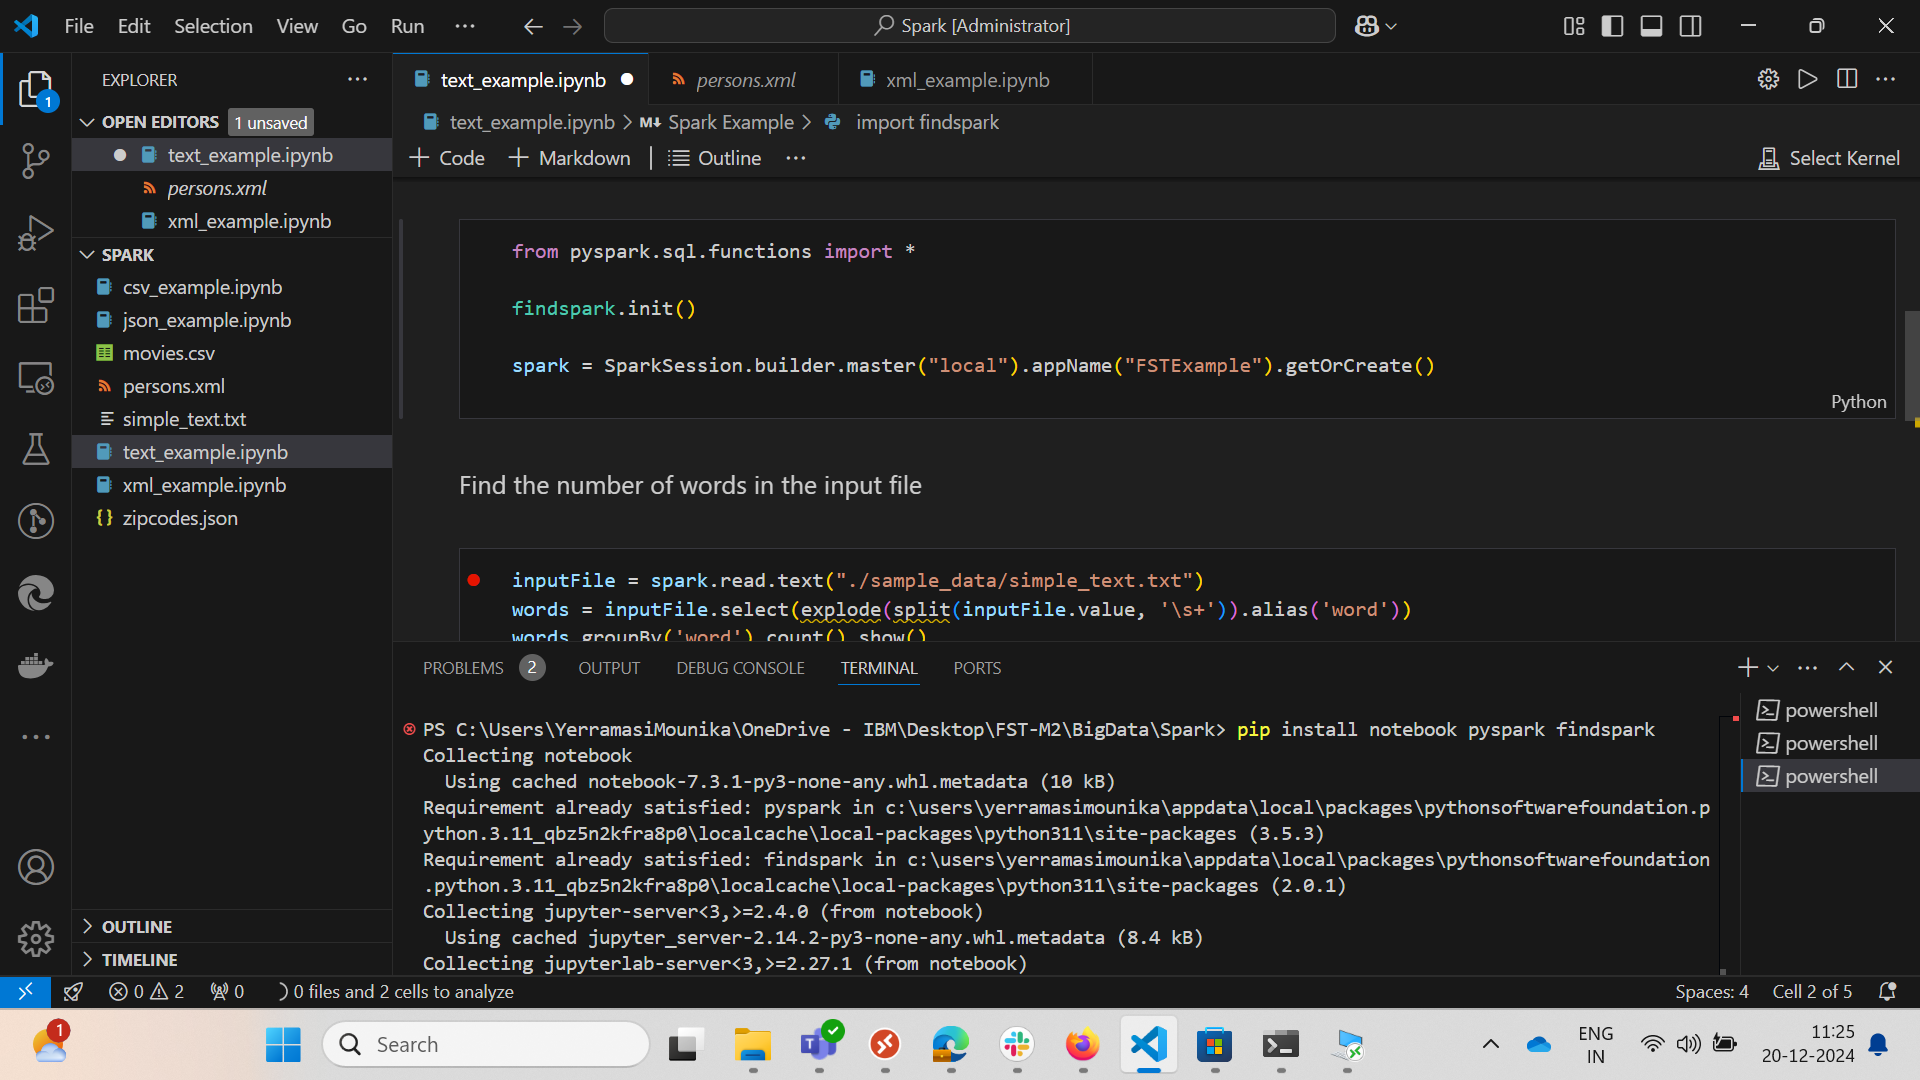 File Edit Selection View Go Run ···
Spark [Administrator]
EXPLORER
OPEN EDITORS 1 unsaved
text_example.ipynb
persons.xml
xml_example.ipynb
SPARK
csv_example.ipynb
json_example.ipynb
movies.csv
persons.xml
simple_text.txt
text_example.ipynb
xml_example.ipynb
zipcodes.json
OUTLINE
TIMELINE
1
text_example.ipynb persons.xml xml_example.ipynb
text_example.ipynb > M↓ Spark Example > import findspark
+ Code + Markdown | Outline ··· Select Kernel
from pyspark.sql.functions import *
findspark.init()
spark = SparkSession.builder.master("local").appName("FSTExample").getOrCreate()
Python
Find the number of words in the input file
inputFile = spark.read.text("./sample_data/simple_text.txt")
words = inputFile.select(explode(split(inputFile.value, '\s+')).alias('word'))
words.groupBy('word').count().show()
PROBLEMS 2 OUTPUT DEBUG CONSOLE TERMINAL PORTS
PS C:\Users\YerramasiMounika\OneDrive - IBM\Desktop\FST-M2\BigData\Spark> pip install notebook pyspark findspark
Collecting notebook
Using cached notebook-7.3.1-py3-none-any.whl.metadata (10 kB)
Requirement already satisfied: pyspark in c:\users\yerramasimounika\appdata\local\packages\pythonsoftwarefoundation.p
ython.3.11_qbz5n2kfra8p0\localcache\local-packages\python311\site-packages (3.5.3)
Requirement already satisfied: findspark in c:\users\yerramasimounika\appdata\local\packages\pythonsoftwarefoundation
.python.3.11_qbz5n2kfra8p0\localcache\local-packages\python311\site-packages (2.0.1)
Collecting jupyter-server<3,>=2.4.0 (from notebook)
Using cached jupyter_server-2.14.2-py3-none-any.whl.metadata (8.4 kB)
Collecting jupyterlab-server<3,>=2.27.1 (from notebook)
powershell
powershell
powershell
0 2 0 0 files and 2 cells to analyze Spaces: 4 Cell 2 of 5
1
Search
ENG
IN
11:25
20-12-2024